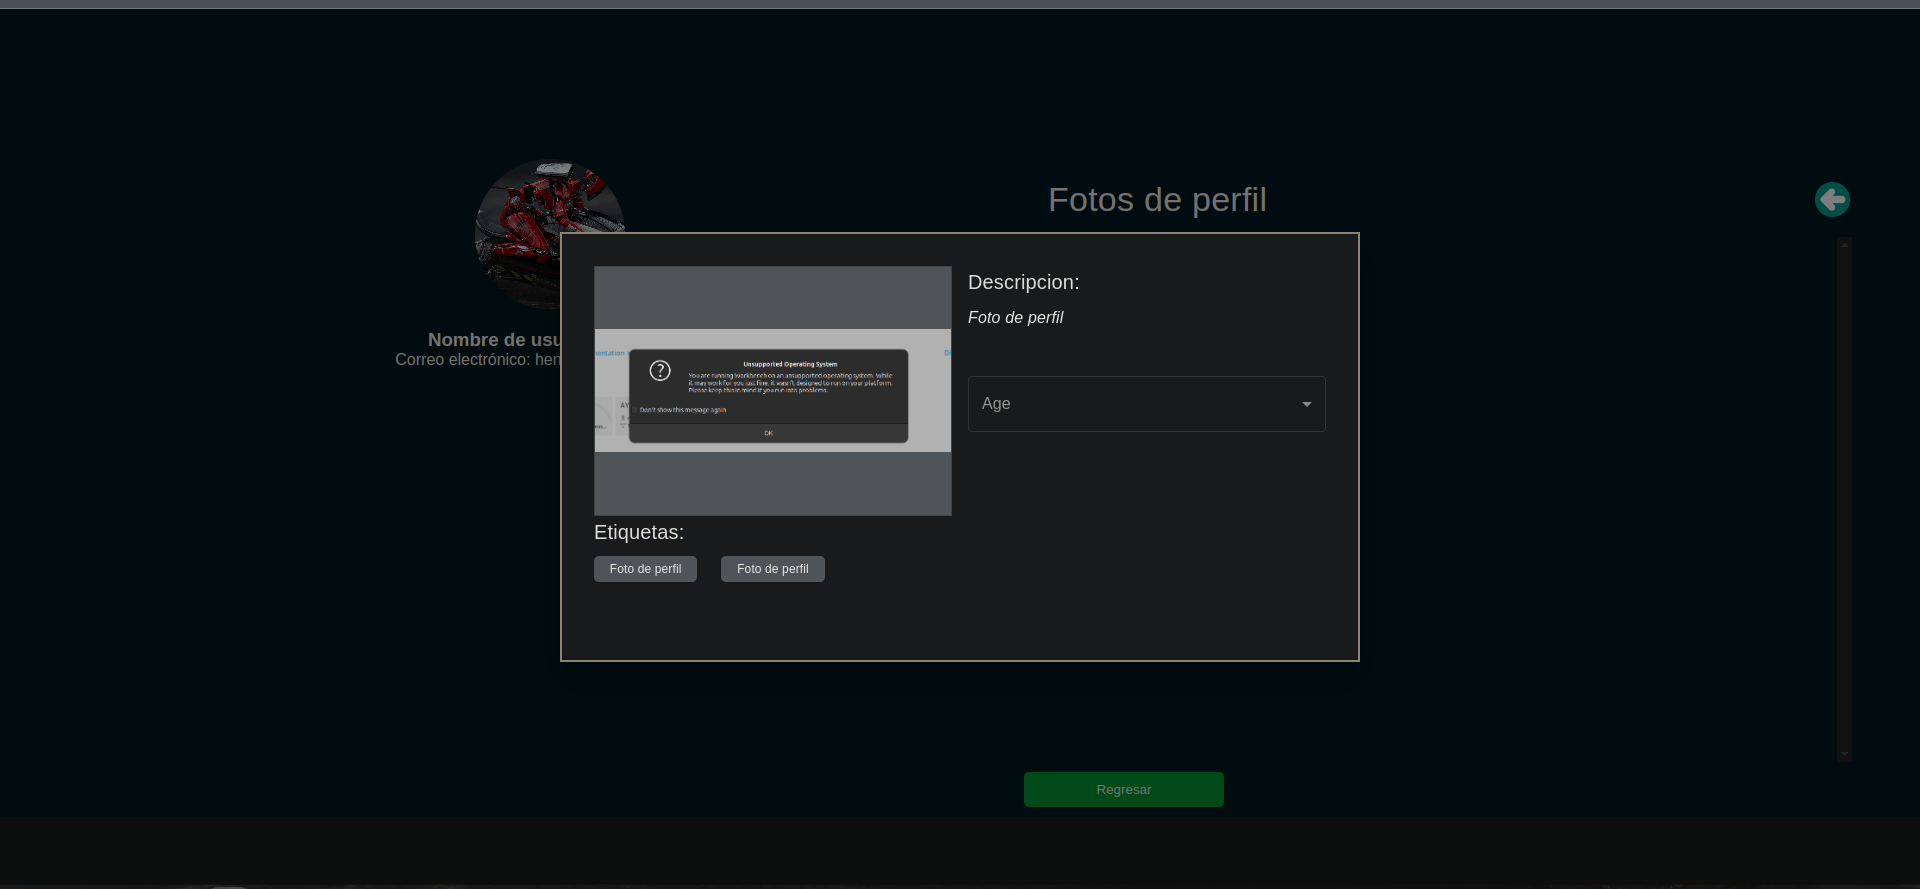 Fotos de perfil
Nombre de usu
Correo electrónico: hen
Descripcion:
Foto de perfil
Age
entation
Unsupported Operating System
You are running Workbench on an unsupported operating system. While
it may work for you just fine, it wasn't designed to run on your platform.
Please keep this in mind if you run into problems.
Don't show this message again
OK
Etiquetas:
Foto de perfil
Foto de perfil
Regresar